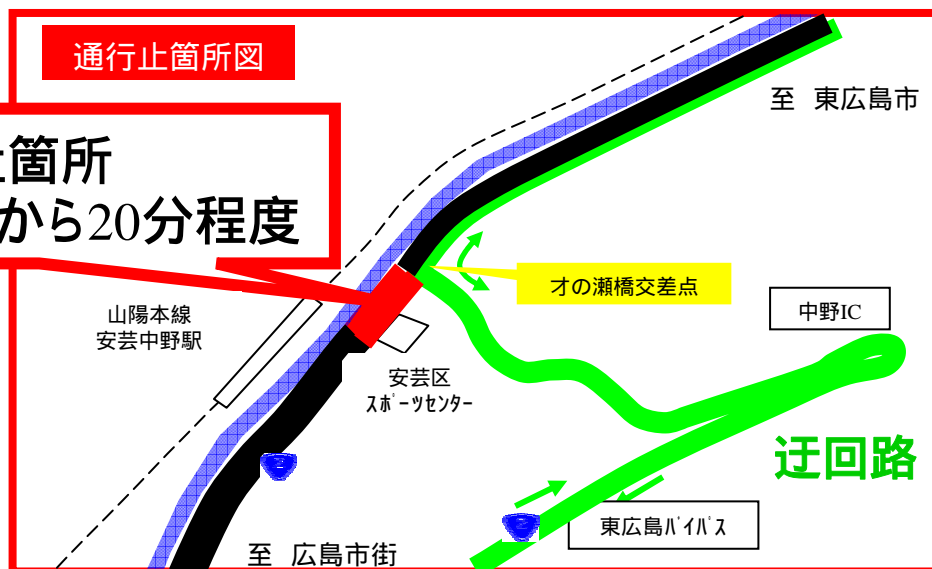 通行止箇所図
至 東広島市
止箇所
から20分程度
才の瀬橋交差点
中野IC
山陽本線
安芸中野駅
安芸区
ｽﾎﾟｰﾂｾﾝﾀｰ
迂回路
東広島ﾊﾞｲﾊﾟｽ
至 広島市街